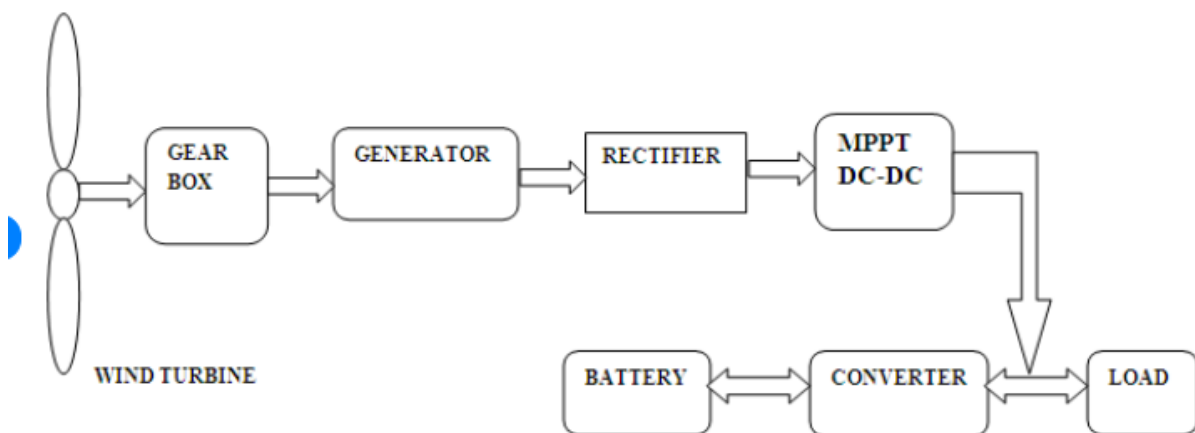 GEAR
BOX
GENERATOR
RECTIFIER
MPPT
DC-DC
WIND TURBINE
BATTERY
CONVERTER
LOAD